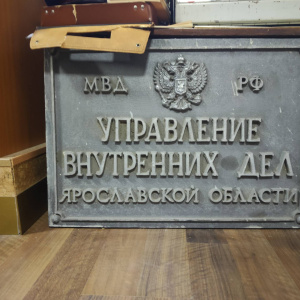 МВД РФ
УПРАВЛЕНИЕ
ВНУТРЕННИХ ДЕЛ
ЯРОСЛАВСКОЙ ОБЛАСТИ